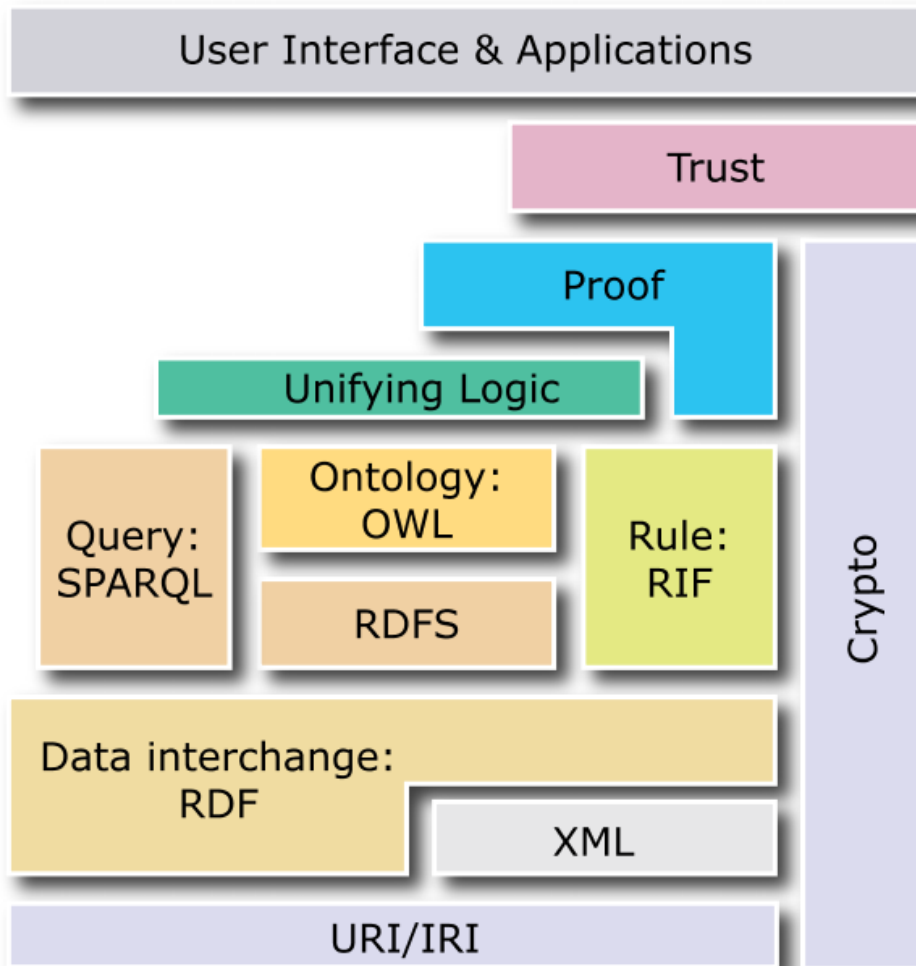 User Interface & Applications
Trust
Proof
Unifying Logic
Query:
SPARQL
Ontology:
OWL
RDFS
Rule:
RIF
Crypto
Data interchange:
RDF
XML
URI/IRI